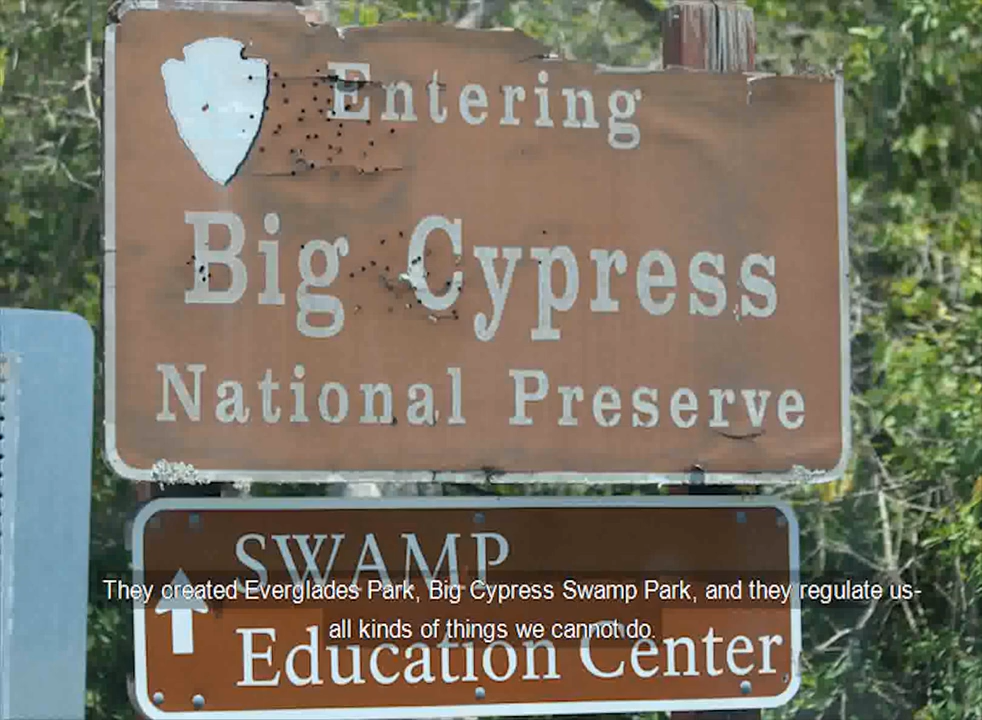 Entering
Big Cypress
National Preserve
SWAMP
Education Center
They created Everglades Park, Big Cypress Swamp Park, and they regulate us-
all kinds of things we cannot do.